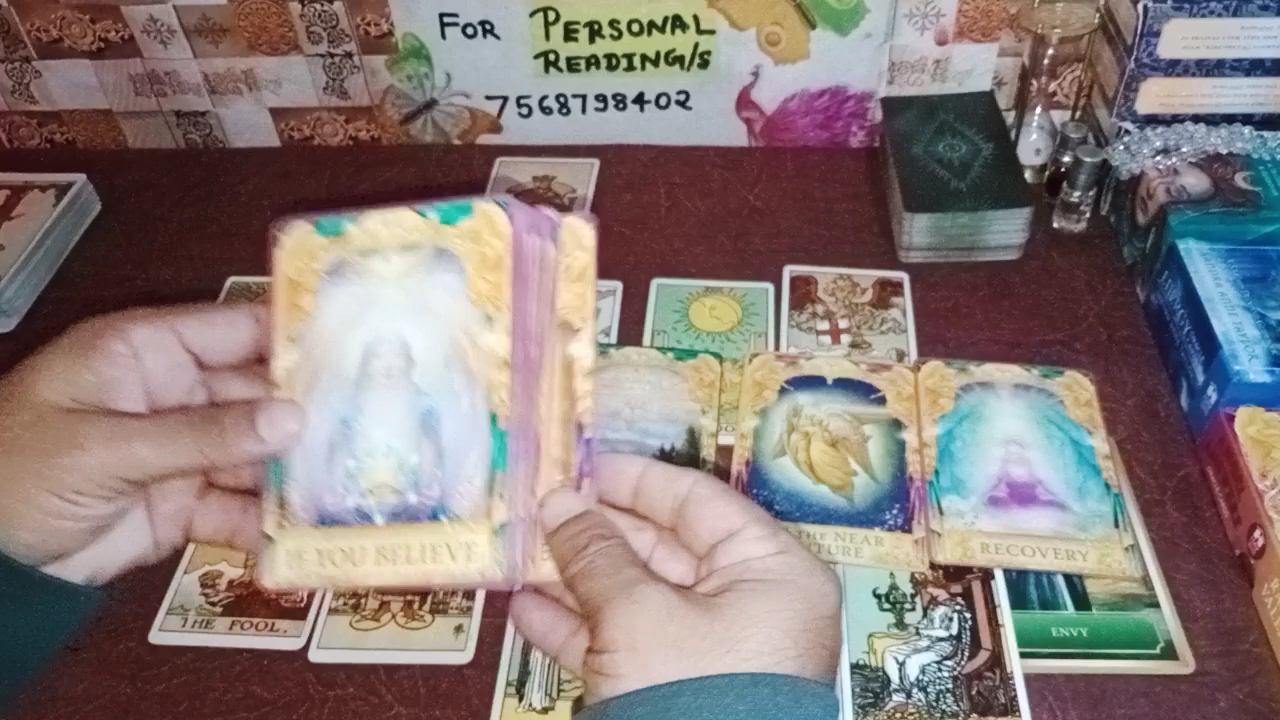 FOR PERSONAL
READING/S
7568798402
IF YOU BELIEVE
THE NEAR
FUTURE
RECOVERY
THE FOOL.
ENVY